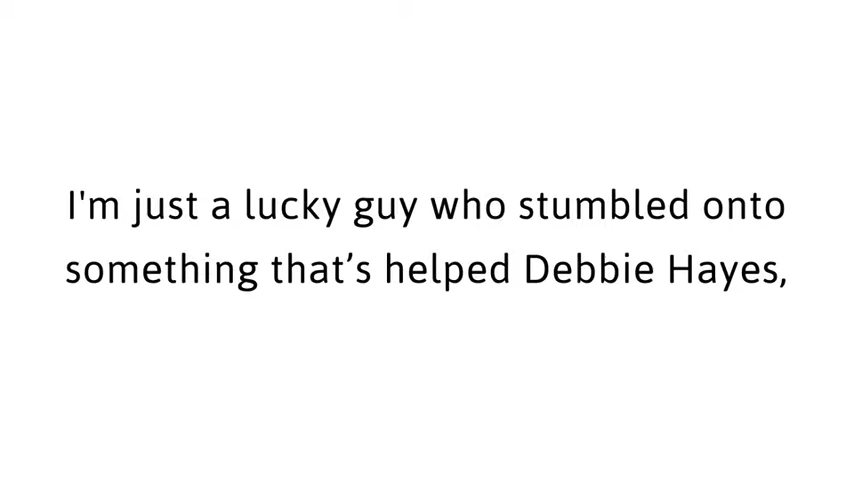 I'm just a lucky guy who stumbled onto
something that’s helped Debbie Hayes,